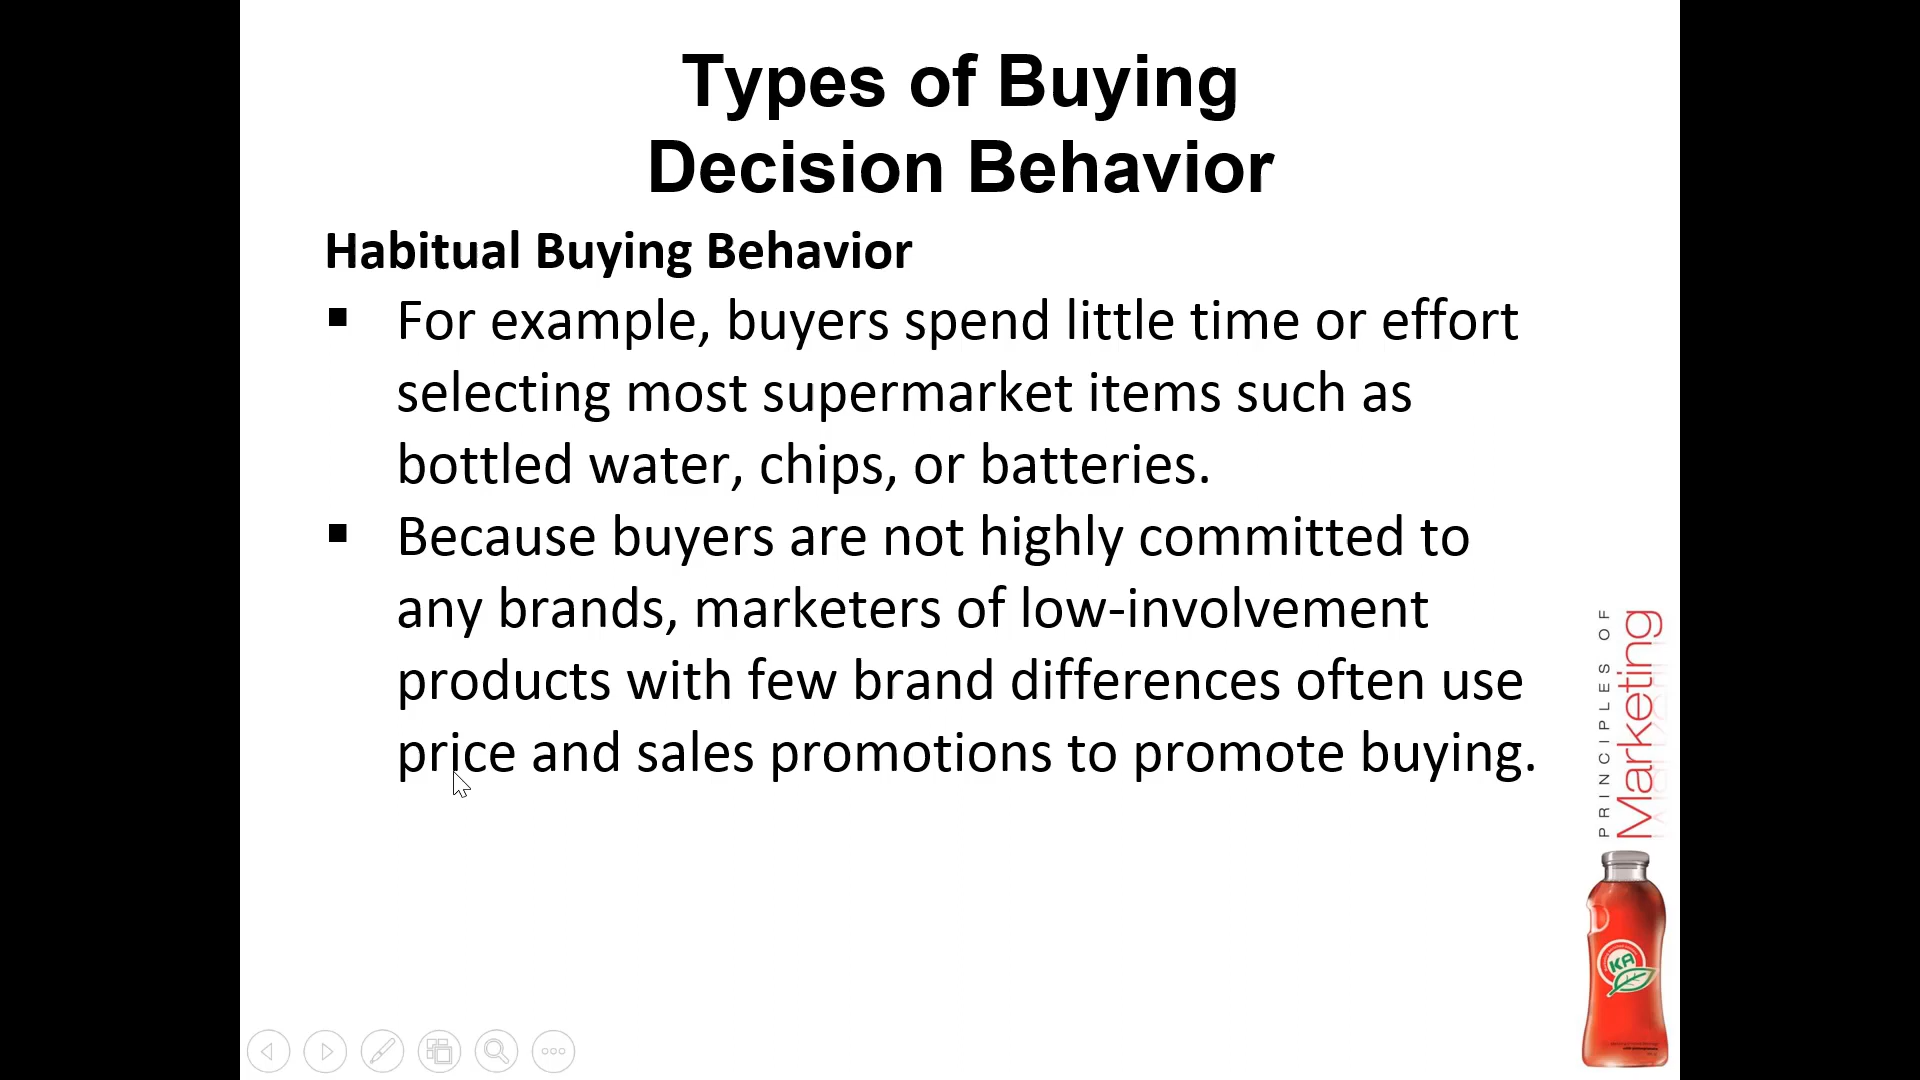 Types of Buying
Decision Behavior
Habitual Buying Behavior
▪ For example, buyers spend little time or effort
selecting most supermarket items such as
bottled water, chips, or batteries.
▪ Because buyers are not highly committed to
any brands, marketers of low-involvement
products with few brand differences often use
price and sales promotions to promote buying.
PRINCIPLES OF
Marketing
KA